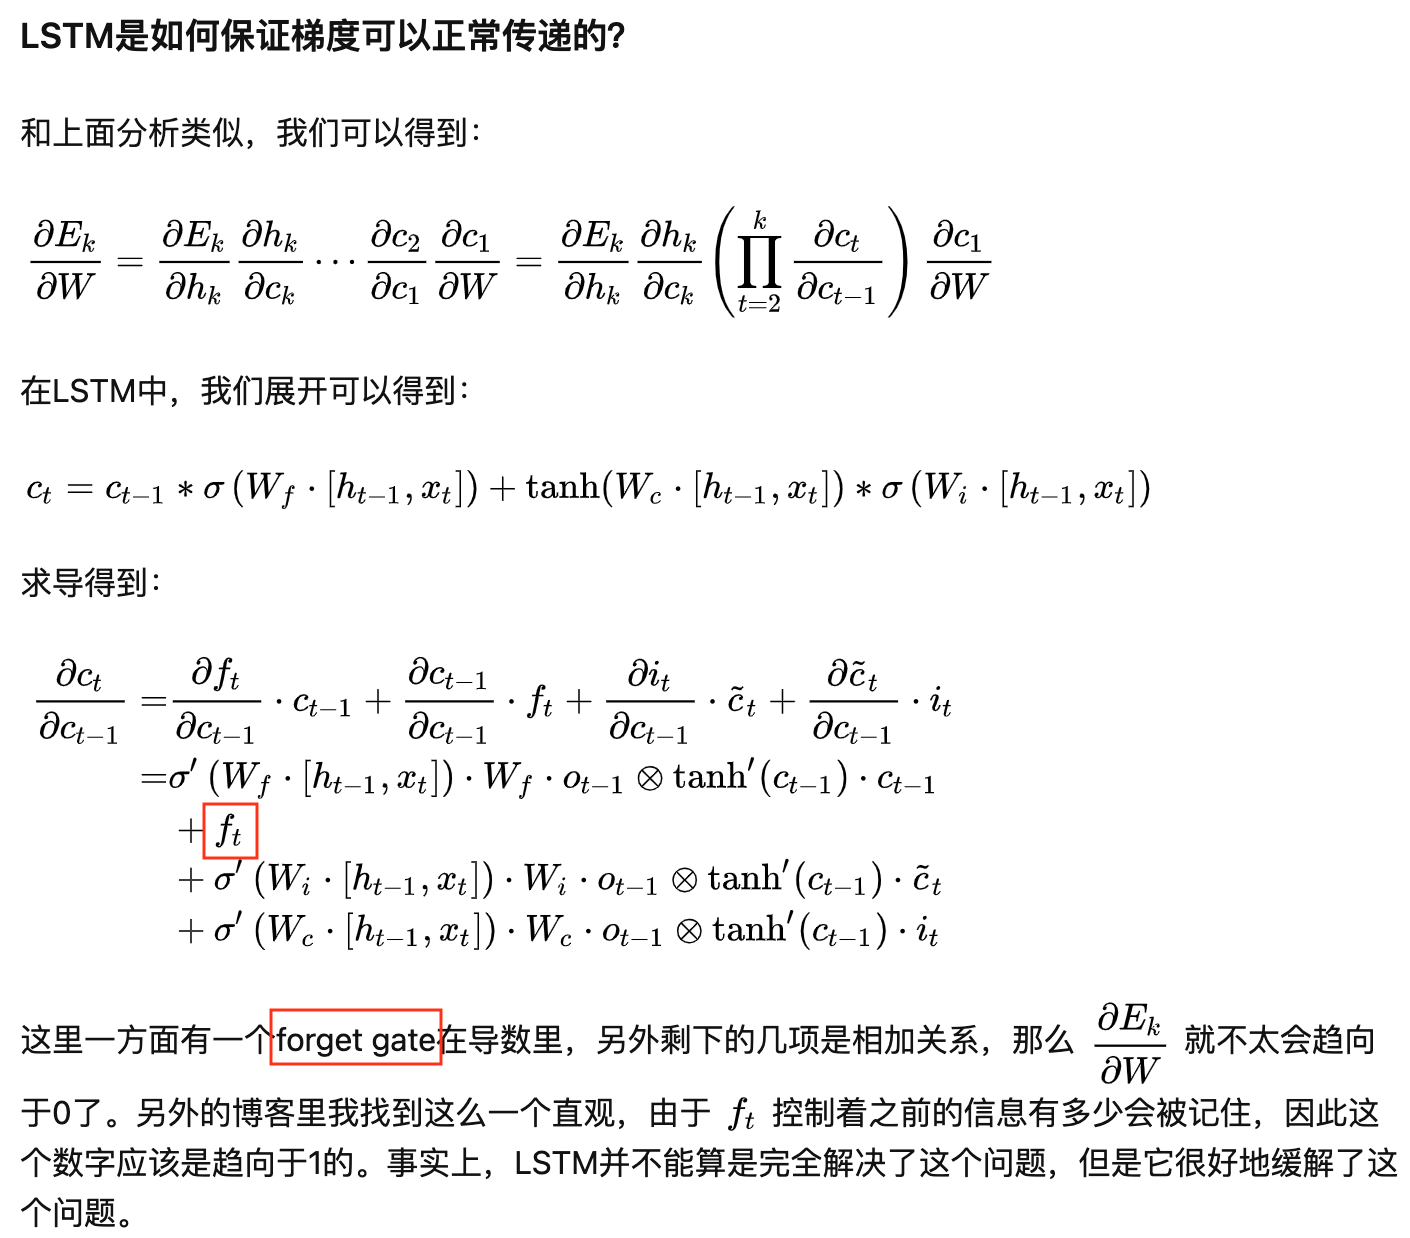 LSTM是如何保证梯度可以正常传递的?
和上面分析类似，我们可以得到：
$\frac{\partial E_k}{\partial W} = \frac{\partial E_k}{\partial h_k} \frac{\partial h_k}{\partial c_k} \cdots \frac{\partial c_2}{\partial c_1} \frac{\partial c_1}{\partial W} = \frac{\partial E_k}{\partial h_k} \frac{\partial h_k}{\partial c_k} \left( \prod_{t=2}^{k} \frac{\partial c_t}{\partial c_{t-1}} \right) \frac{\partial c_1}{\partial W}$
在LSTM中，我们展开可以得到：
$c_t = c_{t-1} * \sigma (W_f \cdot [h_{t-1}, x_t]) + \tanh(W_c \cdot [h_{t-1}, x_t]) * \sigma (W_i \cdot [h_{t-1}, x_t])$
求导得到：
$\frac{\partial c_t}{\partial c_{t-1}} = \frac{\partial f_t}{\partial c_{t-1}} \cdot c_{t-1} + \frac{\partial c_{t-1}}{\partial c_{t-1}} \cdot f_t + \frac{\partial i_t}{\partial c_{t-1}} \cdot \tilde{c}_t + \frac{\partial \tilde{c}_t}{\partial c_{t-1}} \cdot i_t$
$= \sigma' (W_f \cdot [h_{t-1}, x_t]) \cdot W_f \cdot o_{t-1} \otimes \tanh'(c_{t-1}) \cdot c_{t-1}$
$+ f_t$
$+ \sigma' (W_i \cdot [h_{t-1}, x_t]) \cdot W_i \cdot o_{t-1} \otimes \tanh'(c_{t-1}) \cdot \tilde{c}_t$
$+ \sigma' (W_c \cdot [h_{t-1}, x_t]) \cdot W_c \cdot o_{t-1} \otimes \tanh'(c_{t-1}) \cdot i_t$
这里一方面有一个forget gate在导数里，另外剩下的几项是相加关系，那么 $\frac{\partial E_k}{\partial W}$ 就不太会趋向
于0了。另外的博客里我找到这么一个直观，由于 $f_t$ 控制着之前的信息有多少会被记住，因此这
个数字应该是趋向于1的。事实上，LSTM并不能算是完全解决了这个问题，但是它很好地缓解了这
个问题。